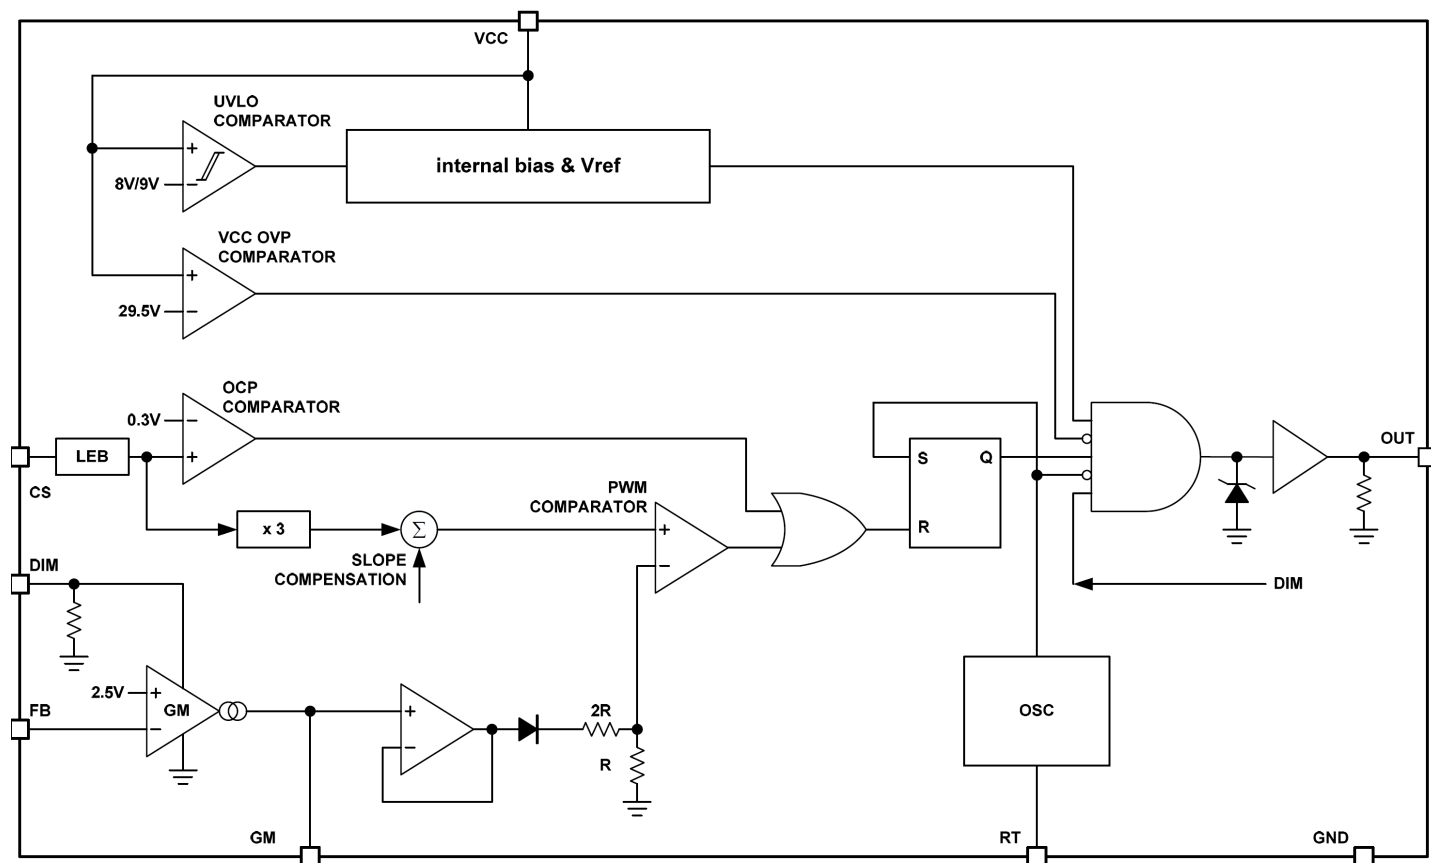 VCC
UVLO
COMPARATOR
+
8V/9V
−
internal bias & Vref
VCC OVP
COMPARATOR
+
29.5V
−
OCP
COMPARATOR
0.3V
−
+
LEB
CS
x 3
Σ
SLOPE
COMPENSATION
PWM
COMPARATOR
+
−
S
Q
R
OUT
DIM
DIM
2.5V
+
GM
−
FB
+
−
2R
R
OSC
GM
RT
GND